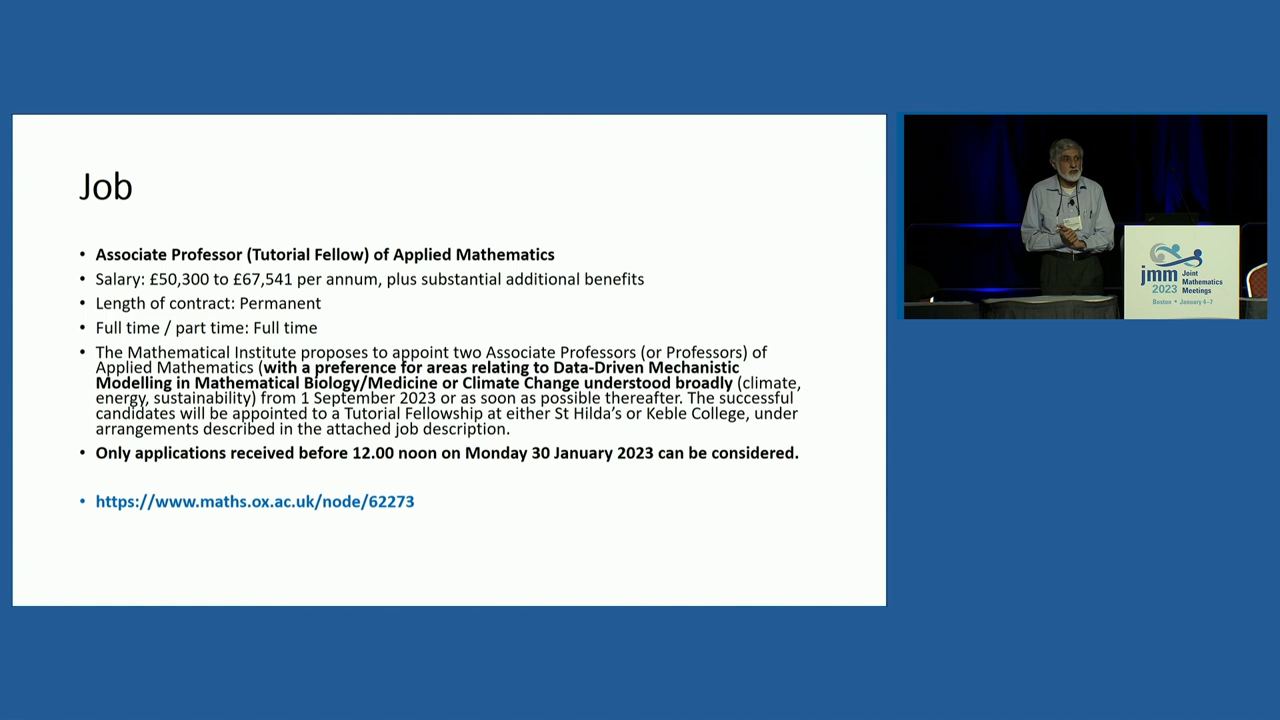 Job
• Associate Professor (Tutorial Fellow) of Applied Mathematics
• Salary: £50,300 to £67,541 per annum, plus substantial additional benefits
• Length of contract: Permanent
• Full time / part time: Full time
• The Mathematical Institute proposes to appoint two Associate Professors (or Professors) of
Applied Mathematics (with a preference for areas relating to Data-Driven Mechanistic
Modelling in Mathematical Biology/Medicine or Climate Change understood broadly (climate,
energy, sustainability) from 1 September 2023 or as soon as possible thereafter. The successful
candidates will be appointed to a Tutorial Fellowship at either St Hilda’s or Keble College, under
arrangements described in the attached job description.
• Only applications received before 12.00 noon on Monday 30 January 2023 can be considered.
• https://www.maths.ox.ac.uk/node/62273
jmm
2023
Joint
Mathematics
Meetings
Boston • January 4–7